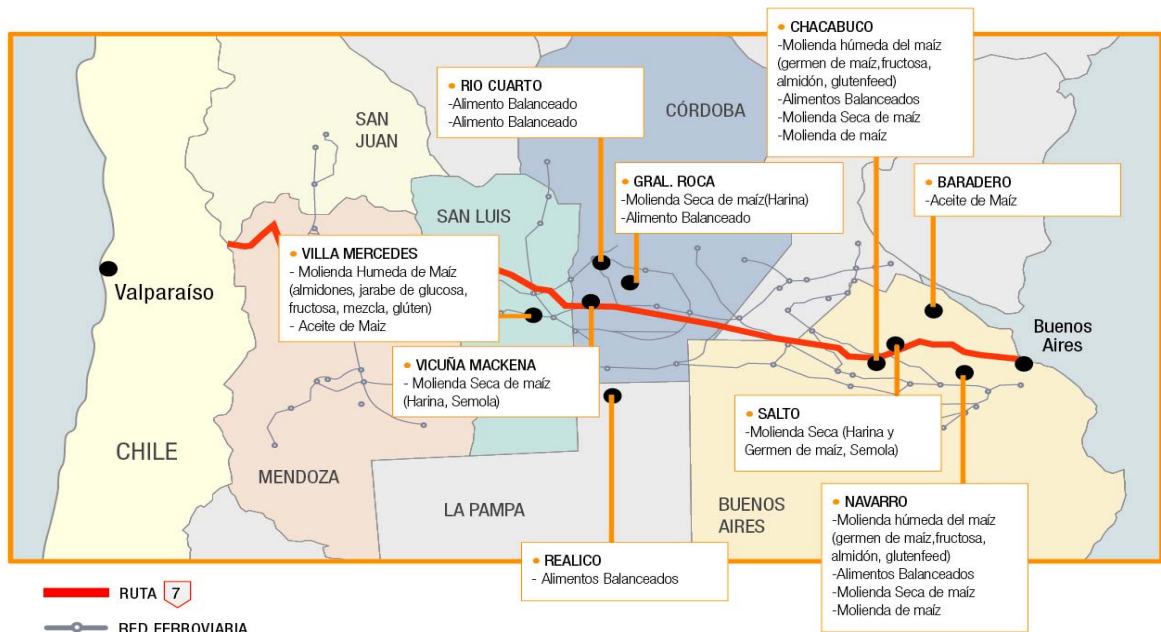 CHACABUCO
-Molienda húmeda del maíz
(germen de maíz,fructosa,
almidón, glutenfeed)
-Alimentos Balanceados
-Molienda Seca de maíz
-Molienda de maíz
RIO CUARTO
-Alimento Balanceado
-Alimento Balanceado
CÓRDOBA
SAN
JUAN
GRAL. ROCA
-Molienda Seca de maíz(Harina)
-Alimento Balanceado
BARADERO
-Aceite de Maíz
SAN LUIS
VILLA MERCEDES
- Molienda Humeda de Maíz
(almidones, jarabe de glucosa,
fructosa, mezcla, glúten)
- Aceite de Maiz
Valparaíso
Buenos
Aires
VICUÑA MACKENA
- Molienda Seca de maíz
(Harina, Semola)
SALTO
-Molienda Seca (Harina y
Germen de maíz, Semola)
CHILE
MENDOZA
LA PAMPA
BUENOS
AIRES
NAVARRO
-Molienda húmeda del maíz
(germen de maíz,fructosa,
almidón, glutenfeed)
-Alimentos Balanceados
-Molienda Seca de maíz
-Molienda de maíz
REALICO
- Alimentos Balanceados
RUTA 7
RED FERROVIARIA